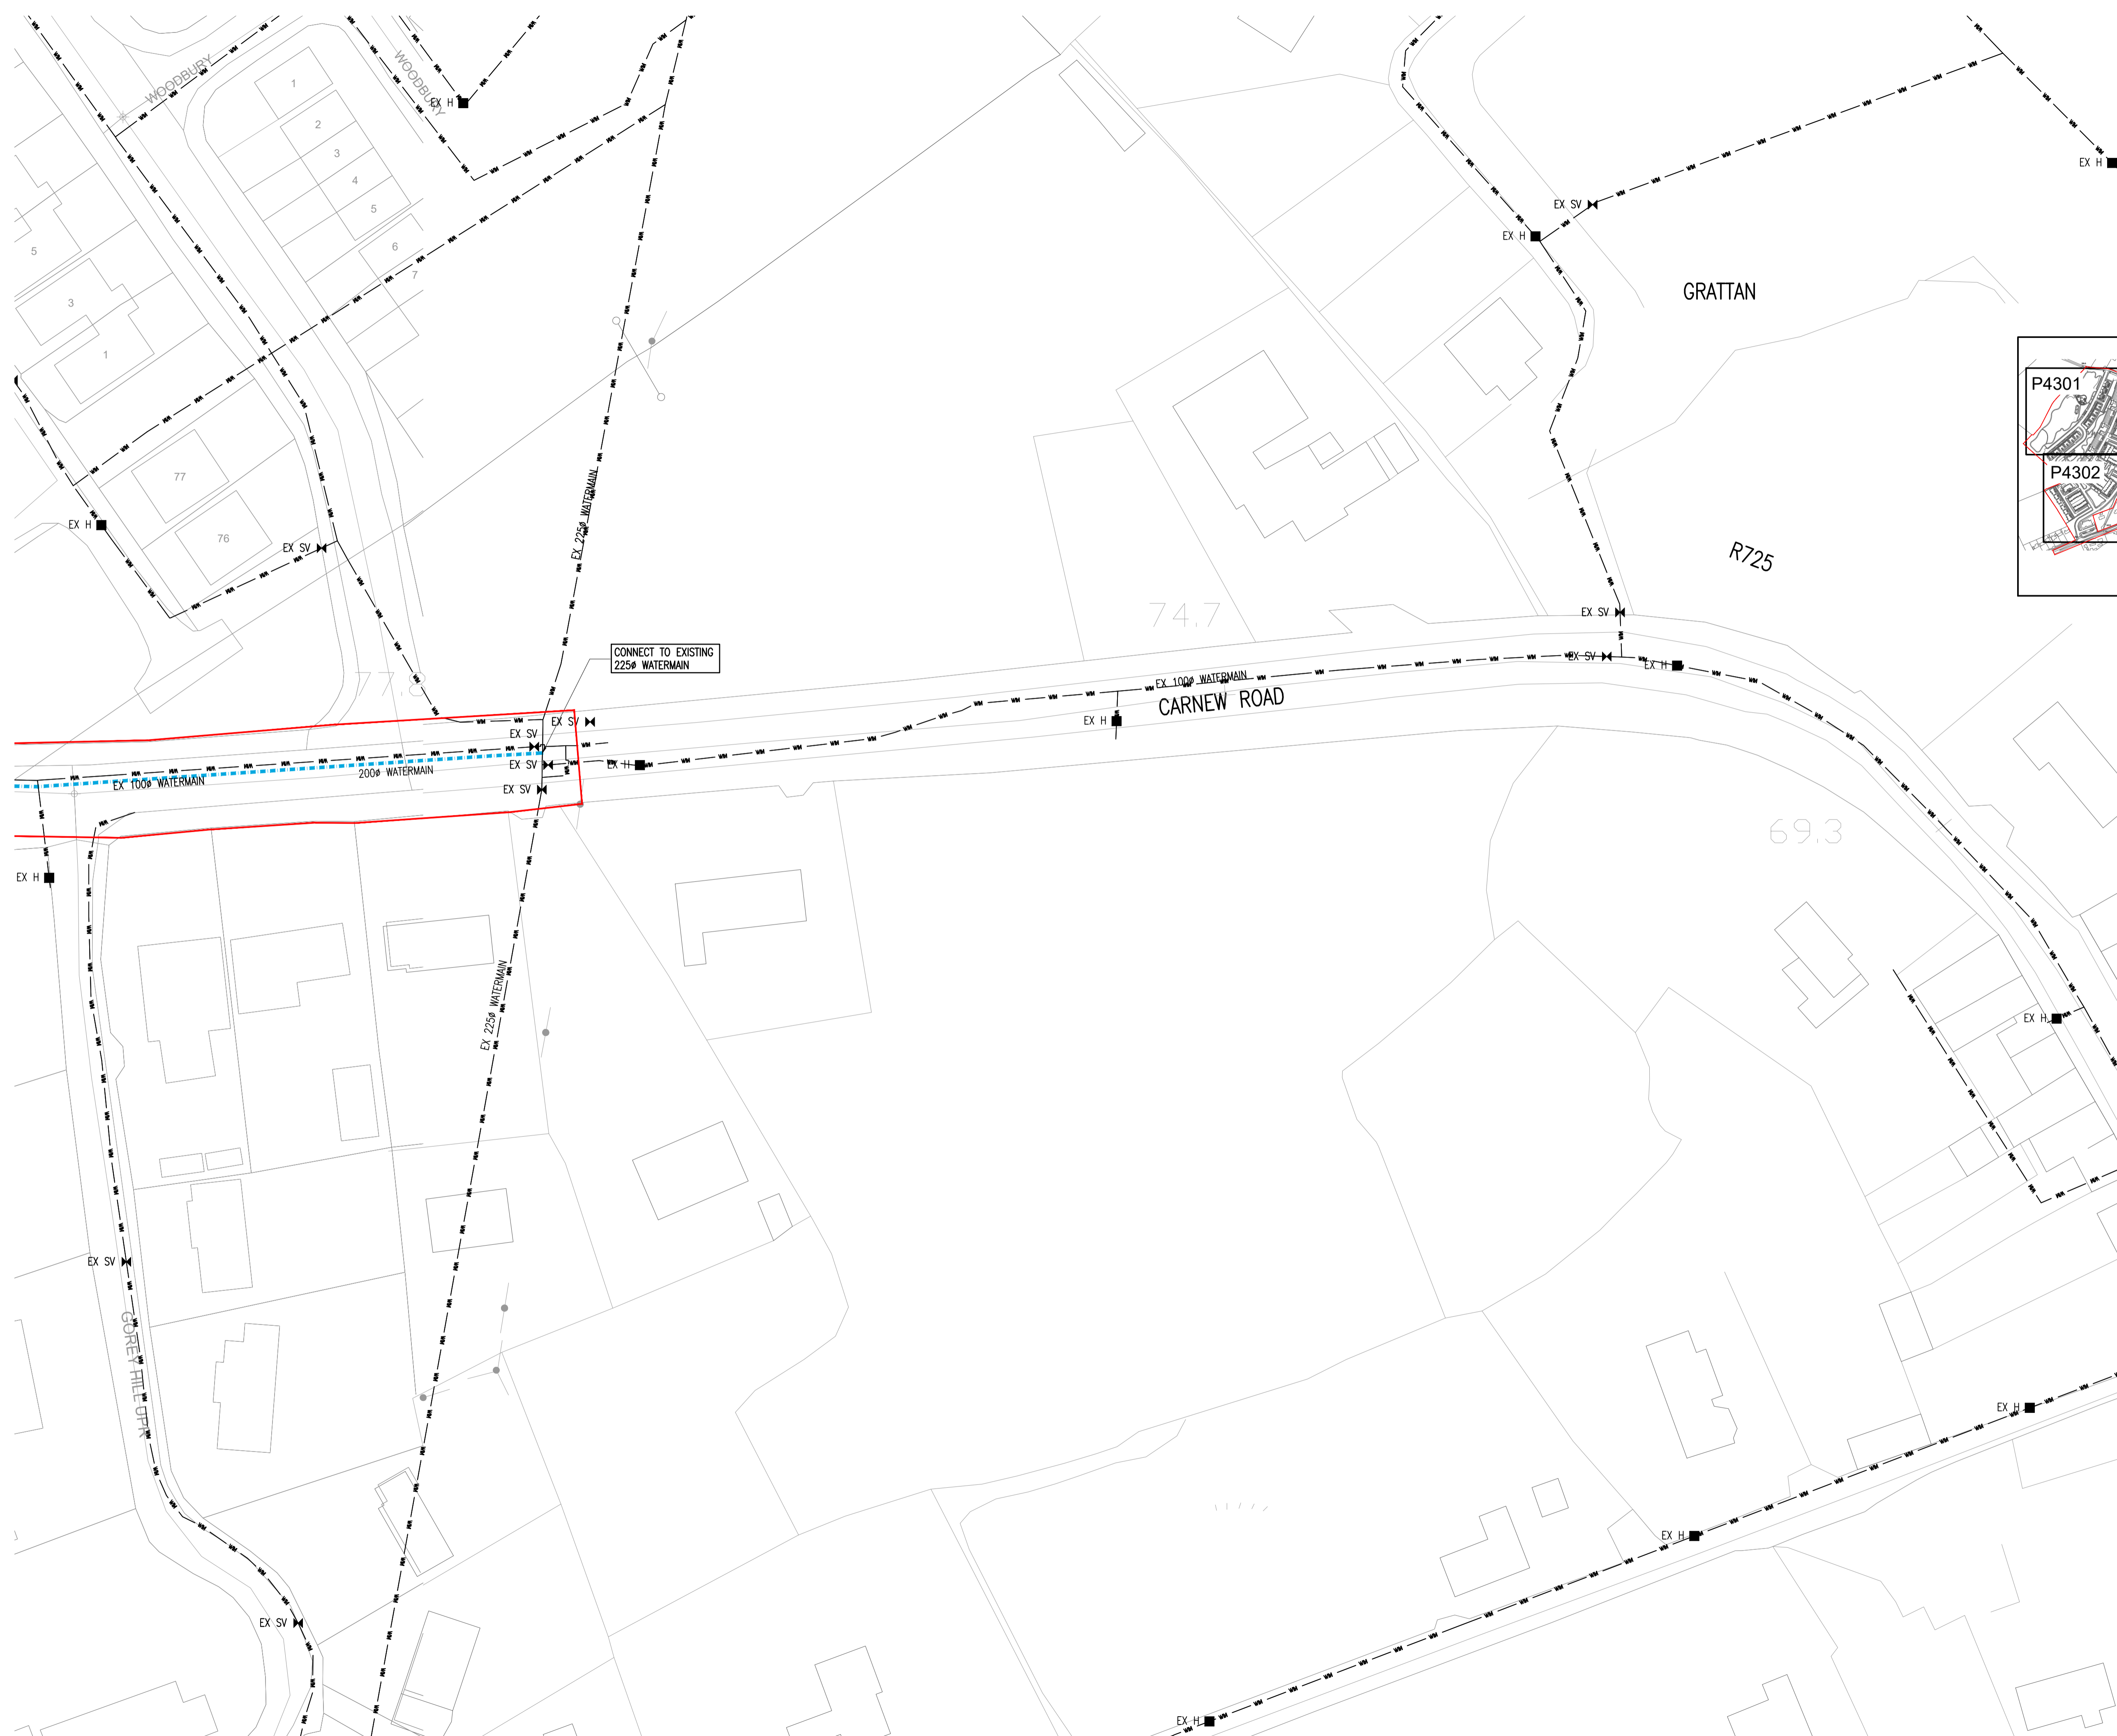 WOODBURY
WOODBURY
EX H
1
2
3
4
5
6
7
5
3
1
77
76
EX H
EX SV
EX SV
EX H
EX H
GRATTAN
R725
P4301
P4302
EX 225ø WATERMAIN
CONNECT TO EXISTING
225ø WATERMAIN
74.7
77.8
EX SV
EX SV
EX H
EX 100ø WATERMAIN
CARNEW ROAD
EX H
EX SV
EX SV
EX SV
EX H
EX SV
200ø WATERMAIN
EX 100ø WATERMAIN
69.3
EX H
EX 225ø WATERMAIN
EX H
EX SV
GOREY HILL UPR
EX H
EX H
EX SV
EX H